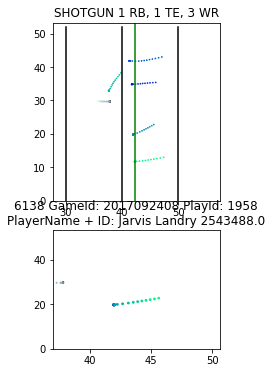 SHOTGUN 1 RB, 1 TE, 3 WR
50
40
30
20
10
0
30 40 50
6138 GameId: 2017092408 PlayId: 1958
PlayerName + ID: Jarvis Landry 2543488.0
40
20
0
40 45 50